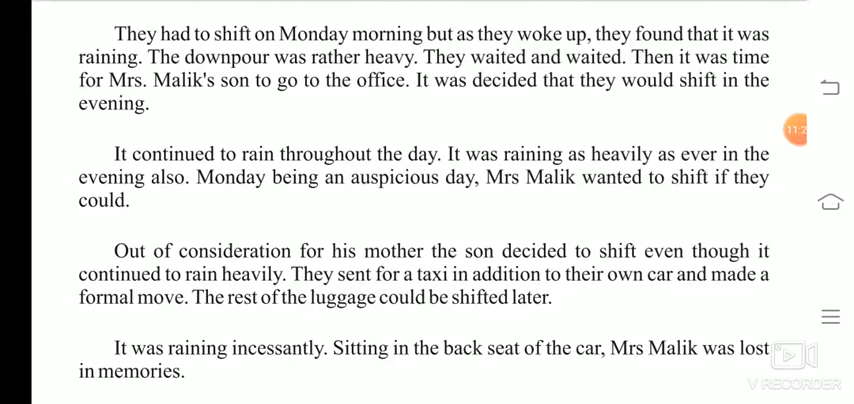 They had to shift on Monday morning but as they woke up, they found that it was
raining. The downpour was rather heavy. They waited and waited. Then it was time
for Mrs. Malik's son to go to the office. It was decided that they would shift in the
evening.
It continued to rain throughout the day. It was raining as heavily as ever in the
evening also. Monday being an auspicious day, Mrs Malik wanted to shift if they
could.
Out of consideration for his mother the son decided to shift even though it
continued to rain heavily. They sent for a taxi in addition to their own car and made a
formal move. The rest of the luggage could be shifted later.
It was raining incessantly. Sitting in the back seat of the car, Mrs Malik was lost
in memories.
11:2
V RECORDER